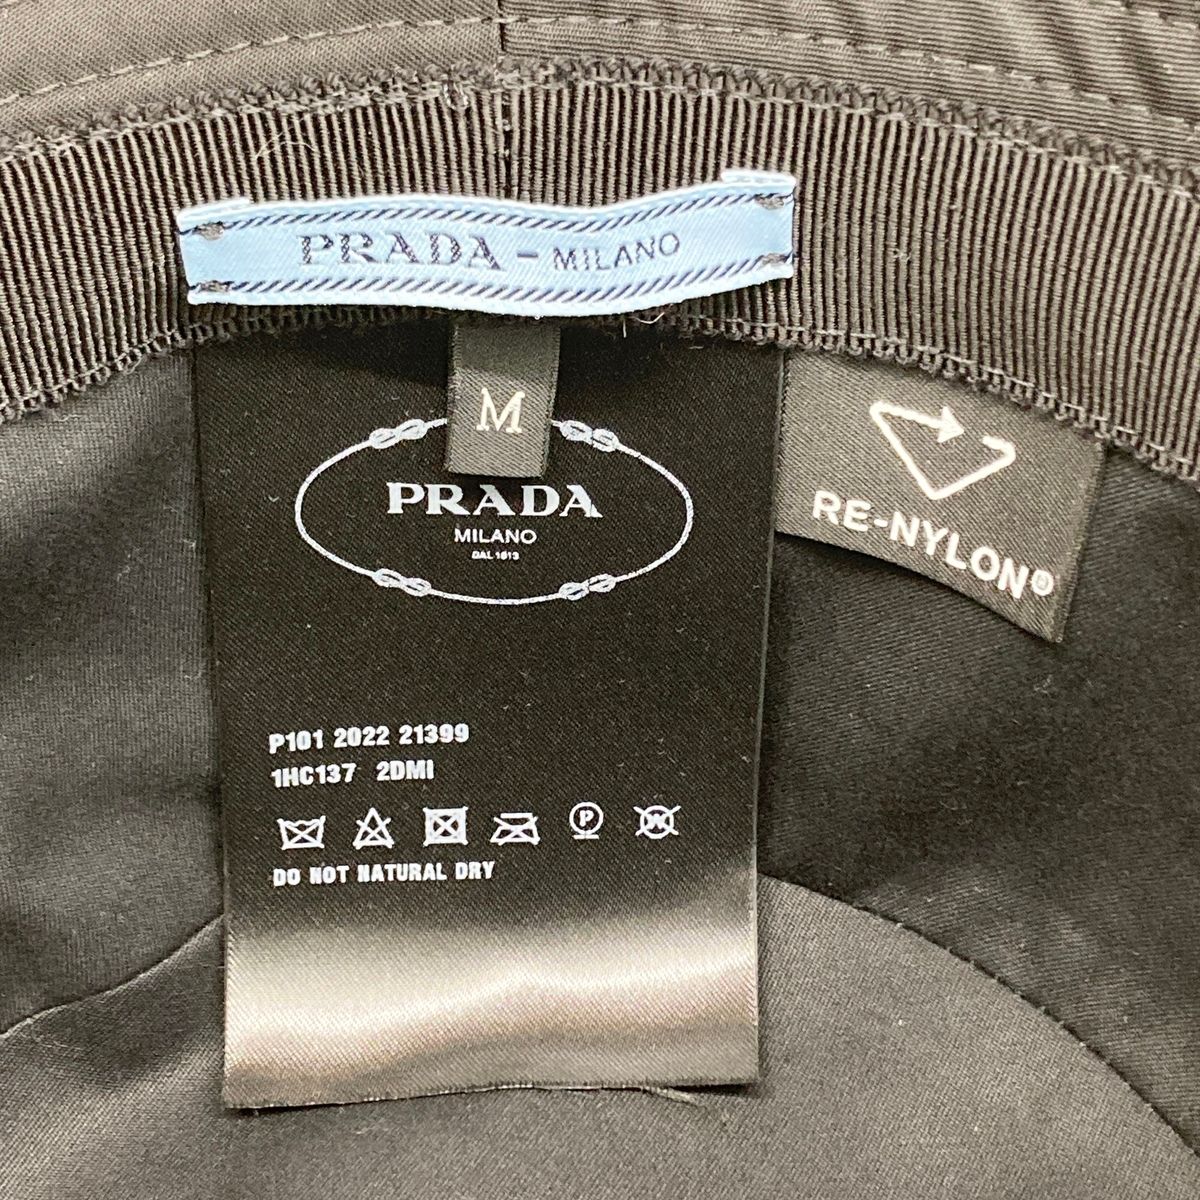 PRADA - MILANO
M
PRADA
MILANO
DAL 1913
RE-NYLON®
P101 2022 21399
1HC137 2DMI
P W
DO NOT NATURAL DRY